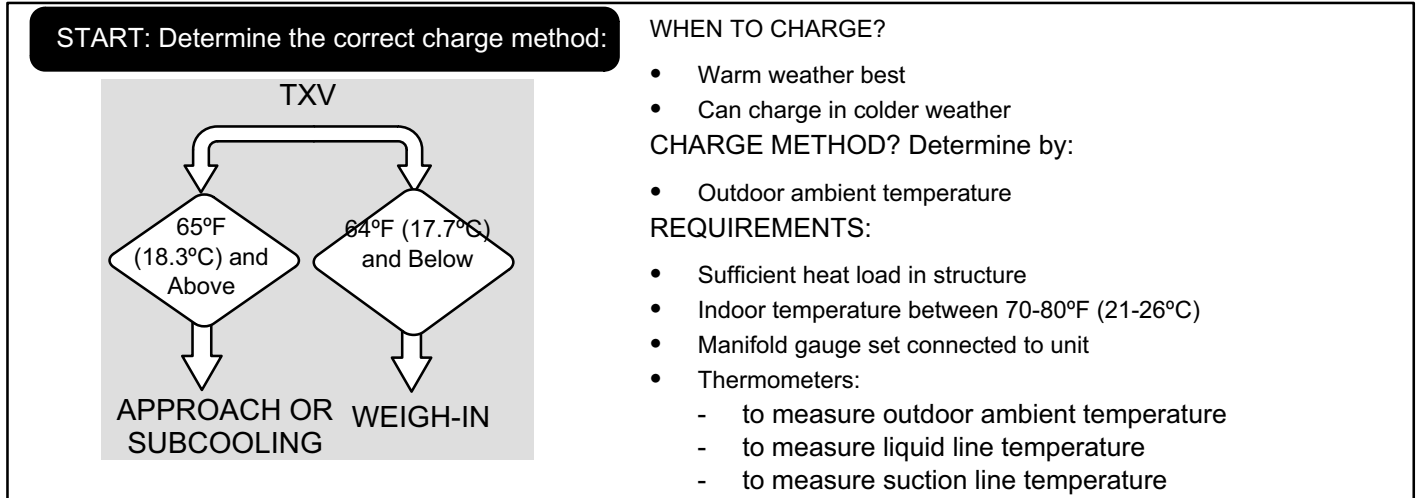 START: Determine the correct charge method:
TXV
65ºF
(18.3ºC) and
Above
64ºF (17.7ºC)
and Below
APPROACH OR
SUBCOOLING
WEIGH-IN
WHEN TO CHARGE?
• Warm weather best
• Can charge in colder weather
CHARGE METHOD? Determine by:
• Outdoor ambient temperature
REQUIREMENTS:
• Sufficient heat load in structure
• Indoor temperature between 70-80ºF (21-26ºC)
• Manifold gauge set connected to unit
• Thermometers:
- to measure outdoor ambient temperature
- to measure liquid line temperature
- to measure suction line temperature